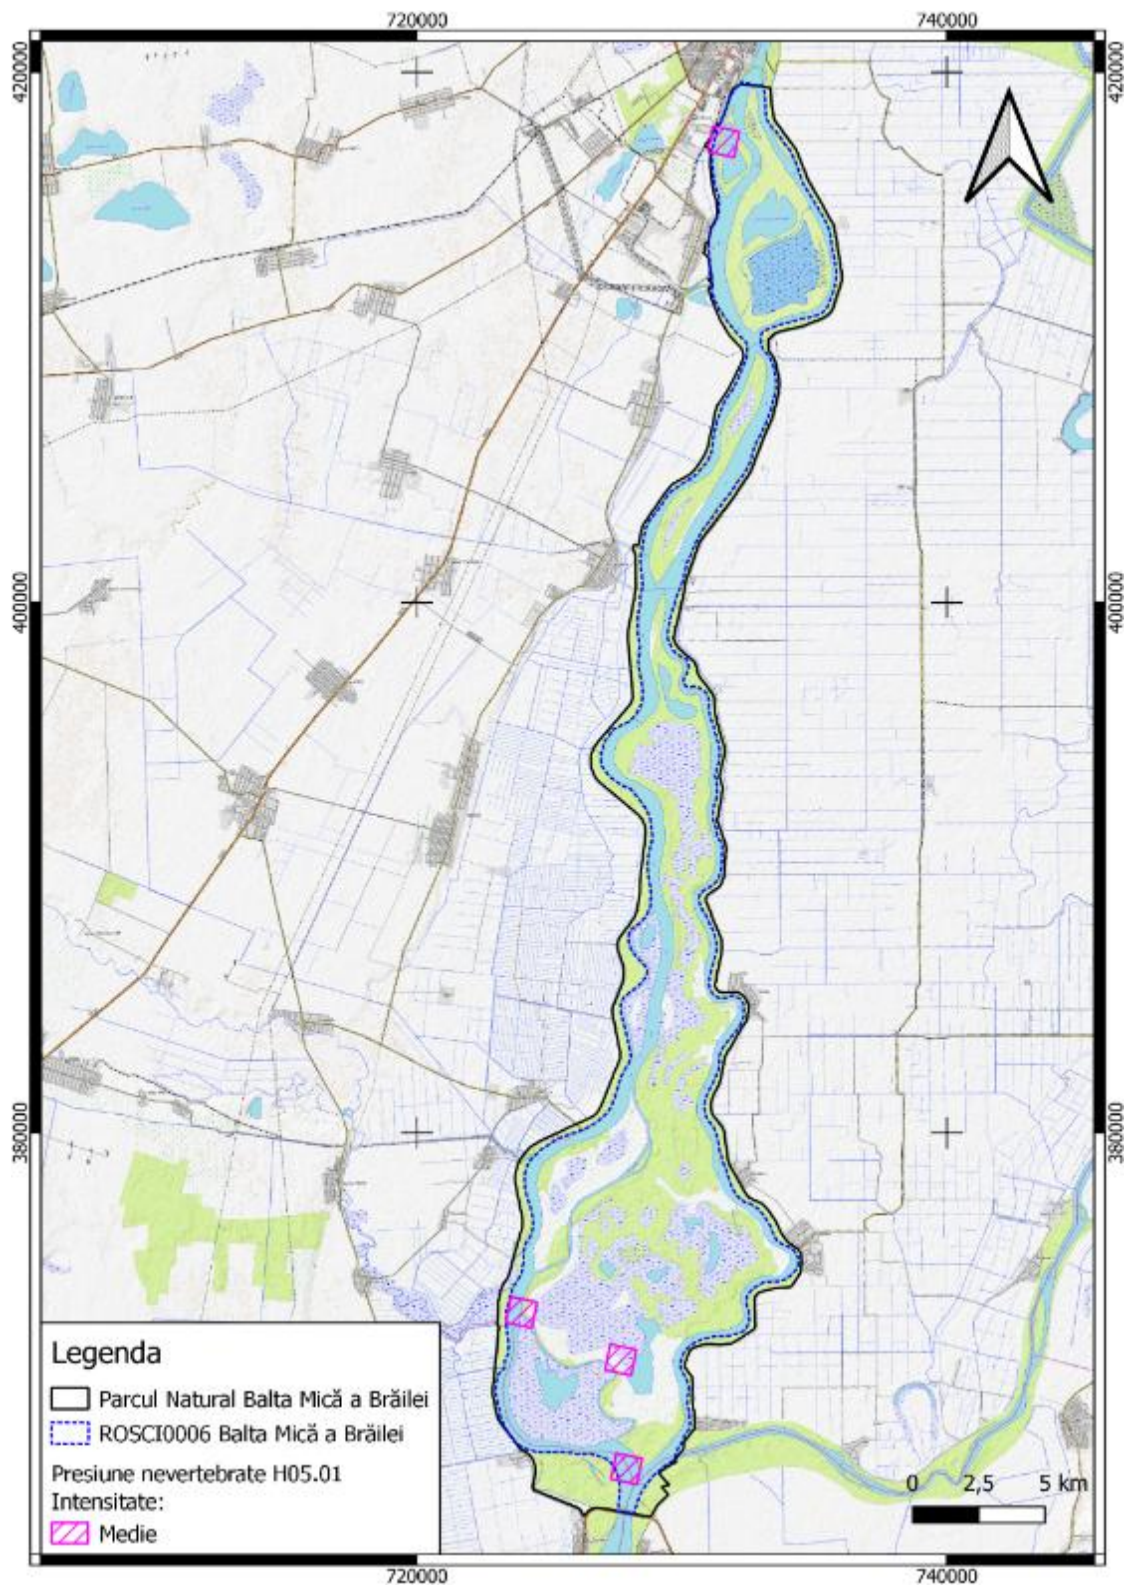 720000 740000
420000 420000
400000 400000
380000 380000
Legenda
Parcul Natural Balta Mică a Brăilei
ROSCI0006 Balta Mică a Brăilei
Presiune nevertebrate H05.01
Intensitate:
Medie
0 2,5 5 km
720000 740000